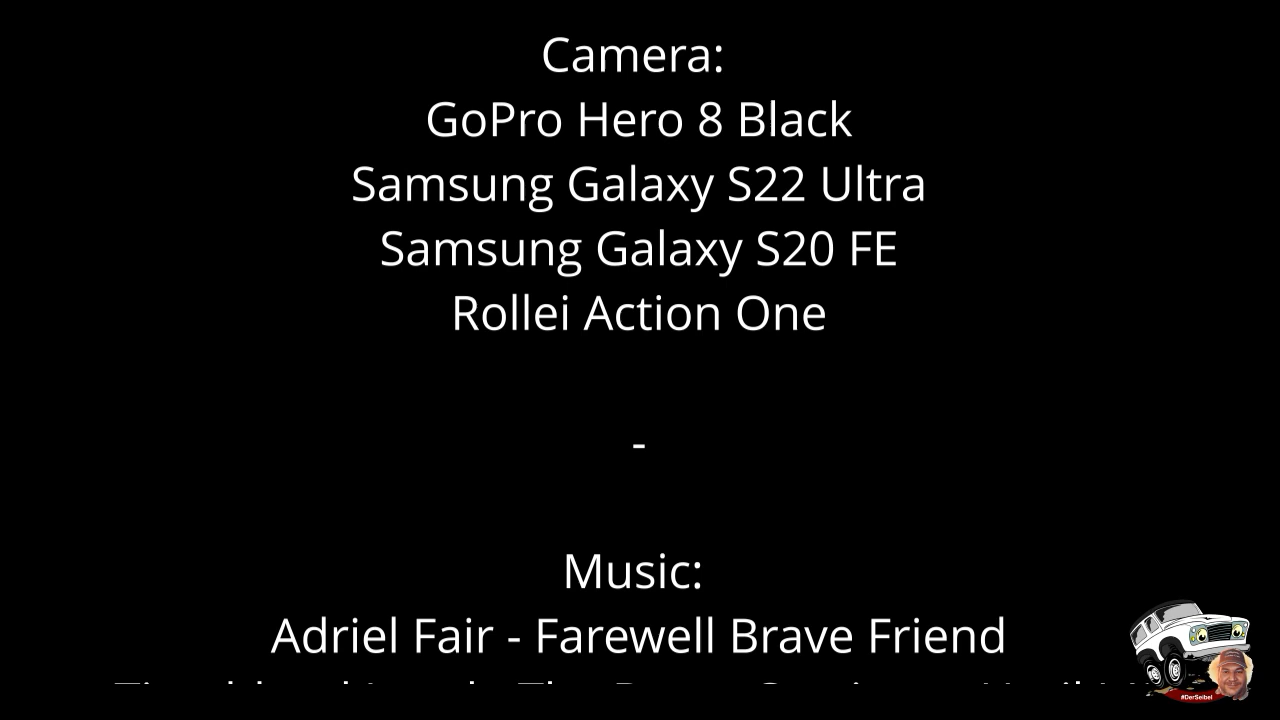 Camera:
GoPro Hero 8 Black
Samsung Galaxy S22 Ultra
Samsung Galaxy S20 FE
Rollei Action One
-
Music:
Adriel Fair - Farewell Brave Friend
#DerSeibel